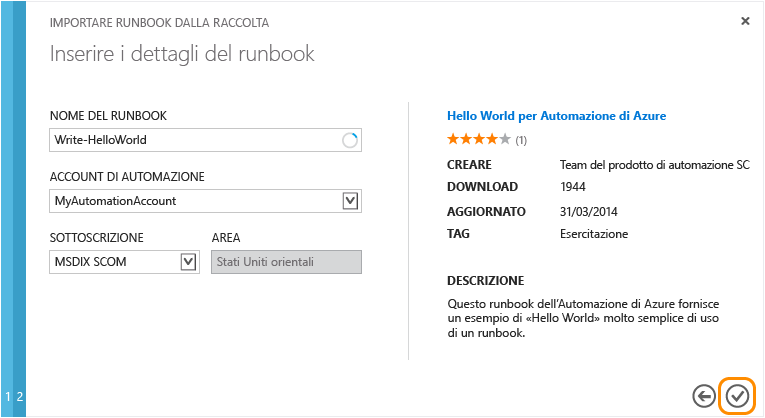 IMPORTARE RUNBOOK DALLA RACCOLTA
Inserire i dettagli del runbook
NOME DEL RUNBOOK
Write-HelloWorld
ACCOUNT DI AUTOMAZIONE
MyAutomationAccount
SOTTOSCRIZIONE AREA
MSDIX SCOM Stati Uniti orientali
Hello World per Automazione di Azure
(1)
CREARE Team del prodotto di automazione SC
DOWNLOAD 1944
AGGIORNATO 31/03/2014
TAG Esercitazione
DESCRIZIONE
Questo runbook dell'Automazione di Azure fornisce
un esempio di «Hello World» molto semplice di uso
di un runbook.
1 2